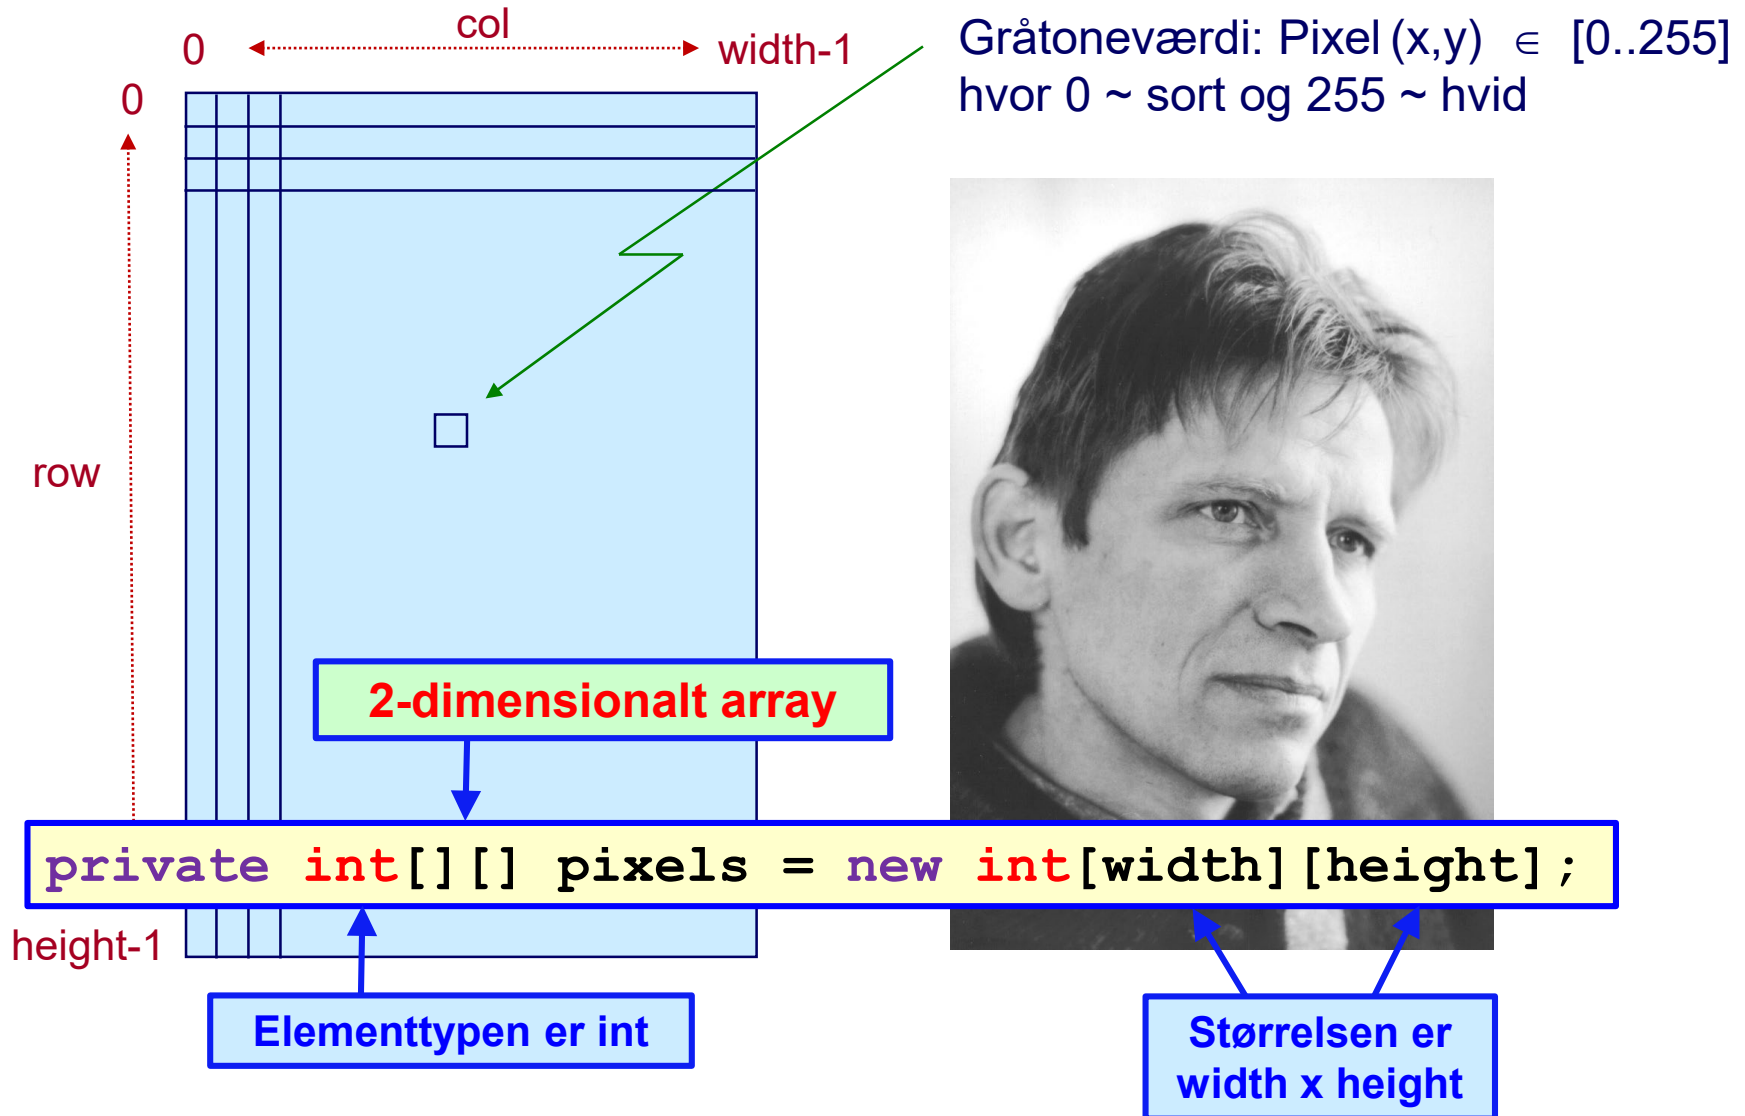 0
col
width-1
Gråtoneværdi: Pixel (x,y) ∈ [0..255]
hvor 0 ~ sort og 255 ~ hvid
0
row
2-dimensionalt array
private int[][] pixels = new int[width][height];
height-1
Elementtypen er int
Størrelsen er
width x height